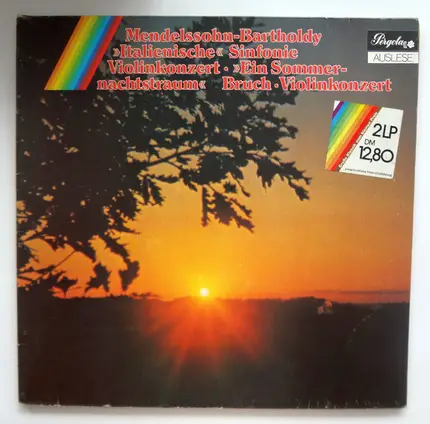 Mendelssohn-Bartholdy
»Italienische« Sinfonie
Violinkonzert · »Ein Sommer-
nachtstraum« Bruch · Violinkonzert
Pergola
AUSLESE
2LP
DM
12,80